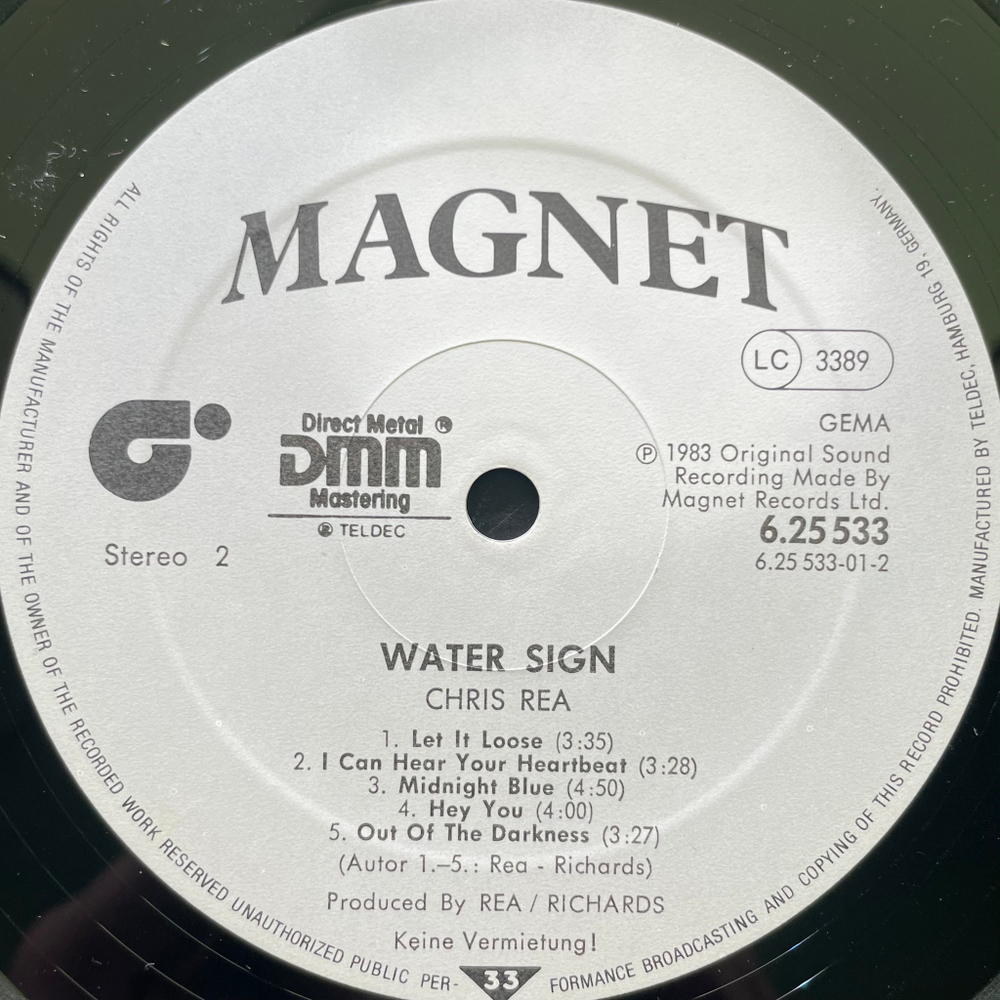 MAGNET
LC 3389
GEMA
Ⓟ 1983 Original Sound
Recording Made By
Magnet Records Ltd.
6.25 533
6.25 533-01-2
Direct Metal ®
DMM
Mastering
Ⓟ TELDEC
Stereo 2
WATER SIGN
CHRIS REA
1. Let It Loose (3:35)
2. I Can Hear Your Heartbeat (3:28)
3. Midnight Blue (4:50)
4. Hey You (4:00)
5. Out Of The Darkness (3:27)
(Autor 1.–5.: Rea - Richards)
Produced By REA / RICHARDS
Keine Vermietung!
33
ALL RIGHTS OF THE MANUFACTURER AND OF THE OWNER OF THE RECORDED WORK RESERVED UNAUTHORIZED PUBLIC PER- FORMANCE BROADCASTING AND COPYING OF THIS RECORD PROHIBITED. MANUFACTURED BY TELDEC, HAMBURG 19, GERMANY.